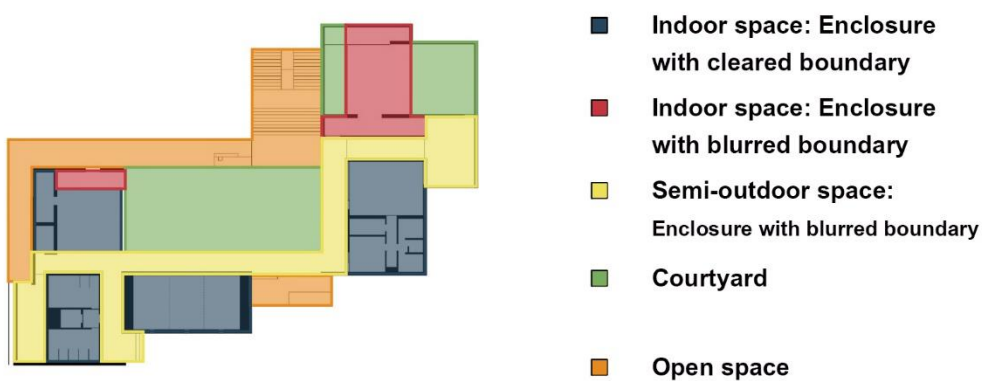 Indoor space: Enclosure
with cleared boundary
Indoor space: Enclosure
with blurred boundary
Semi-outdoor space:
Enclosure with blurred boundary
Courtyard
Open space